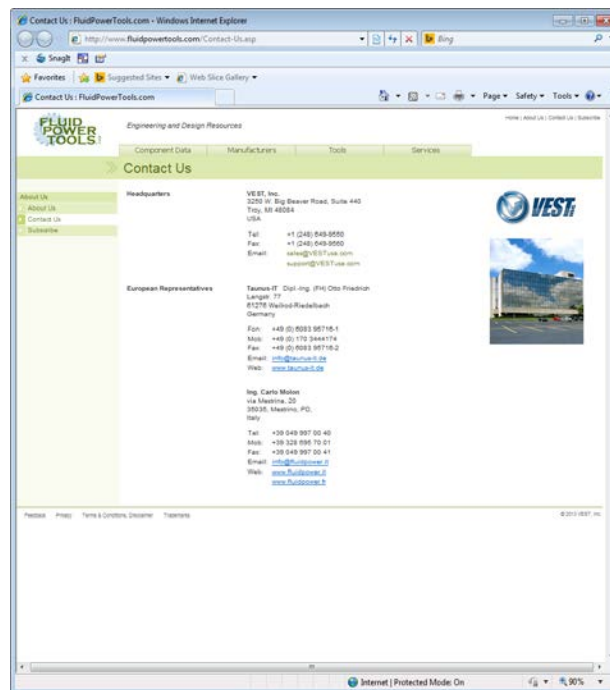 Contact Us : FluidPowerTools.com - Windows Internet Explorer
http://www.fluidpowertools.com/Contact-Us.asp
Bing
x SnagIt
Favorites Suggested Sites Web Slice Gallery
Contact Us : FluidPowerTools.com
Page Safety Tools
FLUID
POWER
TOOLS
Engineering and Design Resources
Home | About Us | Contact Us | Subscribe
Component Data Manufacturers Tools Services
Contact Us
About Us
About Us
Contact Us
Subscribe
Headquarters
VEST, Inc.
3250 W. Big Beaver Road, Suite 440
Troy, MI 48084
USA
Tel: +1 (248) 649-9550
Fax: +1 (248) 649-9560
Email: sales@VESTusa.com
support@VESTusa.com
VEST
European Representatives
Taunus-IT Dipl.-Ing. (FH) Otto Friedrich
Langstr. 77
61276 Weilrod-Riedelbach
Germany
Fon: +49 (0) 6083 95716-1
Mob: +49 (0) 170 3444174
Fax: +49 (0) 6083 95716-2
Email: info@taunus-it.de
Web: www.taunus-it.de
Ing. Carlo Molon
via Mestrina, 20
35035, Mestrino, PD,
Italy
Tel: +39 049 997 00 40
Mob: +39 328 695 70 01
Fax: +39 049 997 00 41
Email: info@fluidpower.it
Web: www.fluidpower.it
www.fluidpower.fr
Feedback Privacy Terms & Conditions, Disclaimer Trademarks
© 2013 VEST, Inc.
Internet | Protected Mode: On
90%